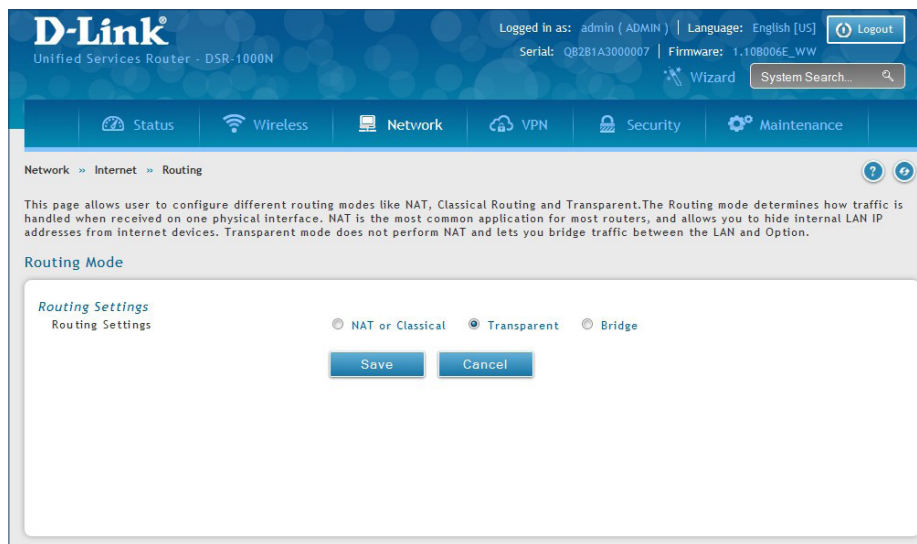 D-Link®
Unified Services Router - DSR-1000N
Logged in as: admin ( ADMIN ) | Language: English [US]
Logout
Serial: QB2B1A3000007 | Firmware: 1.10B006E_WW
Wizard
System Search...
Status
Wireless
Network
VPN
Security
Maintenance
Network » Internet » Routing
?
This page allows user to configure different routing modes like NAT, Classical Routing and Transparent.The Routing mode determines how traffic is
handled when received on one physical interface. NAT is the most common application for most routers, and allows you to hide internal LAN IP
addresses from internet devices. Transparent mode does not perform NAT and lets you bridge traffic between the LAN and Option.
Routing Mode
Routing Settings
Routing Settings
NAT or Classical
Transparent
Bridge
Save
Cancel